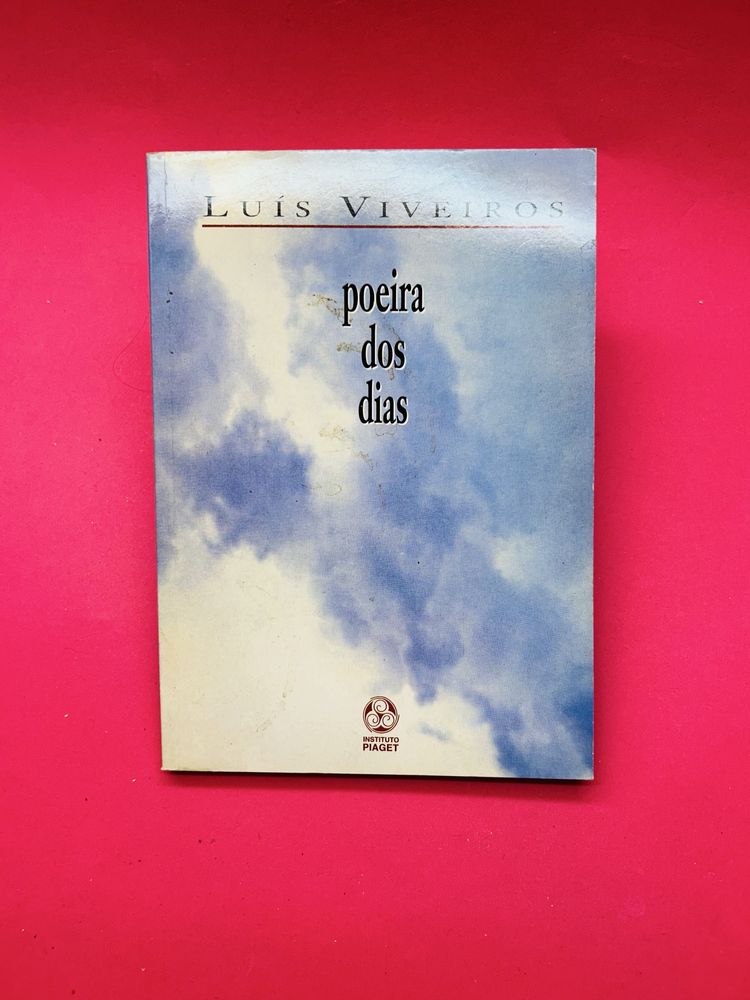 LUÍS VIVEIROS
poeira
dos
dias
INSTITUTO
PIAGET